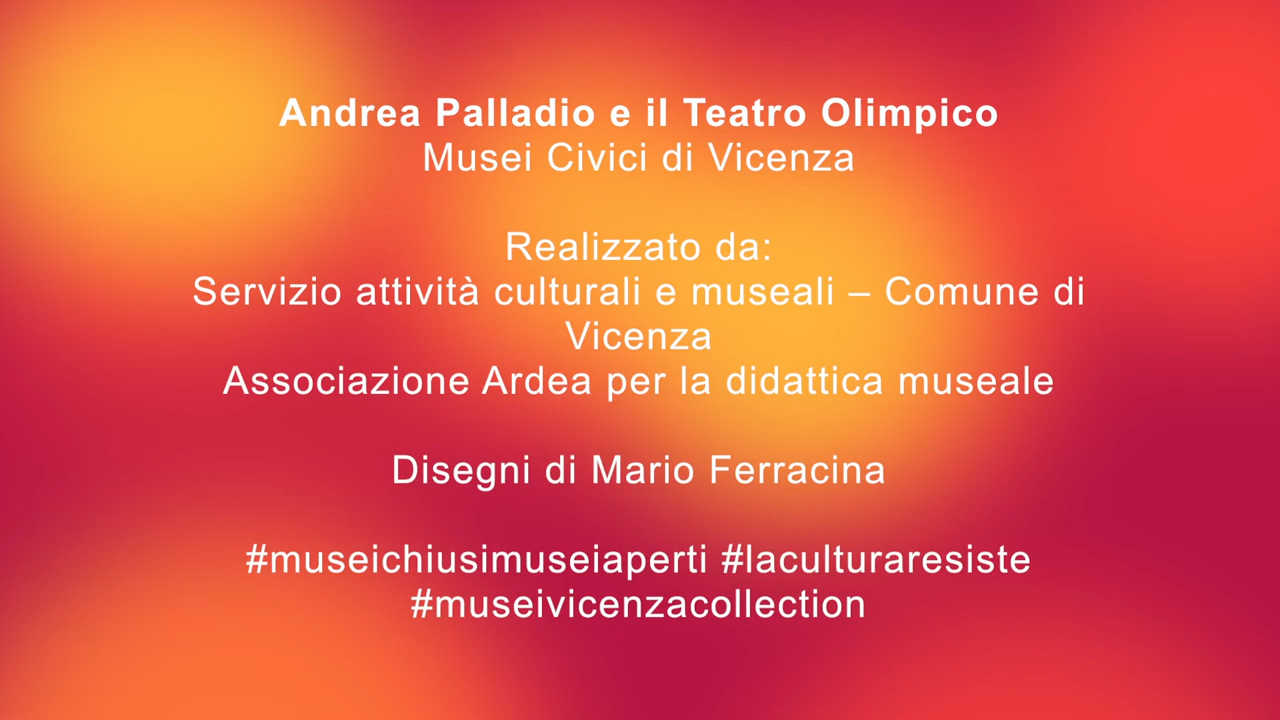 Andrea Palladio e il Teatro Olimpico
Musei Civici di Vicenza
Realizzato da:
Servizio attività culturali e museali – Comune di
Vicenza
Associazione Ardea per la didattica museale
Disegni di Mario Ferracina
#museichiusimuseiaperti #laculturaresiste
#museivicenzacollection